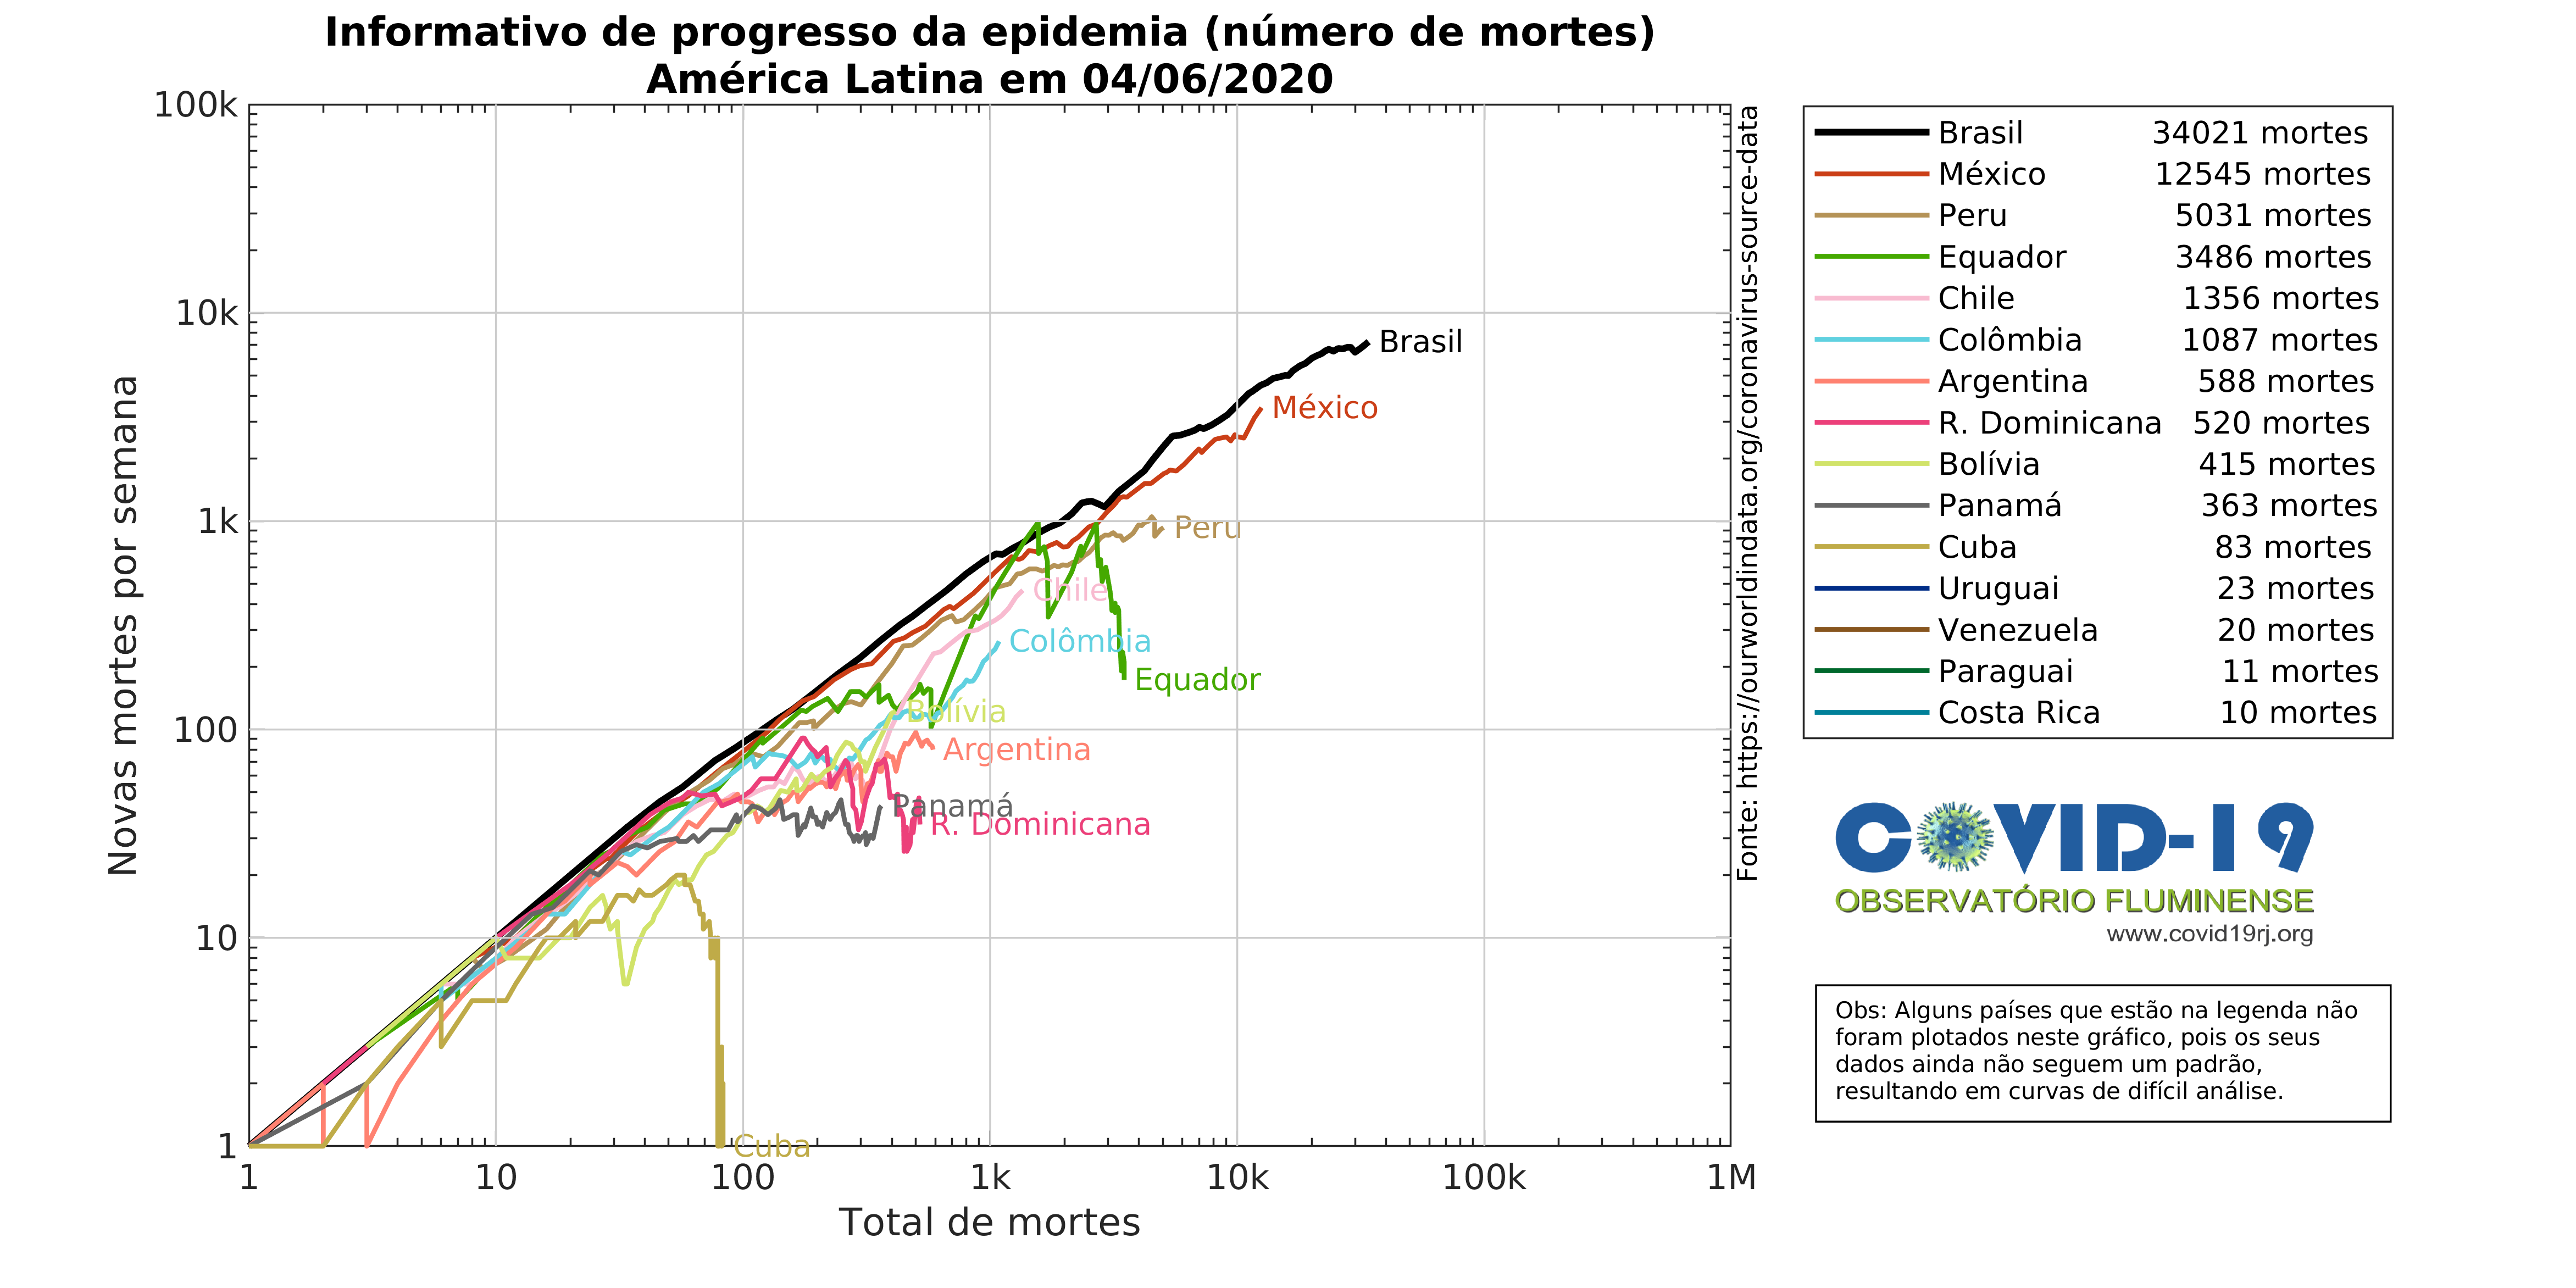 Informativo de progresso da epidemia (número de mortes)
América Latina em 04/06/2020
100k
10k
1k
100
10
1
Novas mortes por semana
1
10
100
1k
10k
100k
1M
Total de mortes
Brasil
México
Peru
Chile
Colômbia
Equador
Bolívia
Argentina
Panamá
R. Dominicana
Cuba
Fonte: https://ourworldindata.org/coronavirus-source-data
Brasil 34021 mortes
México 12545 mortes
Peru 5031 mortes
Equador 3486 mortes
Chile 1356 mortes
Colômbia 1087 mortes
Argentina 588 mortes
R. Dominicana 520 mortes
Bolívia 415 mortes
Panamá 363 mortes
Cuba 83 mortes
Uruguai 23 mortes
Venezuela 20 mortes
Paraguai 11 mortes
Costa Rica 10 mortes
COVID-19
OBSERVATÓRIO FLUMINENSE
www.covid19rj.org
Obs: Alguns países que estão na legenda não
foram plotados neste gráfico, pois os seus
dados ainda não seguem um padrão,
resultando em curvas de difícil análise.